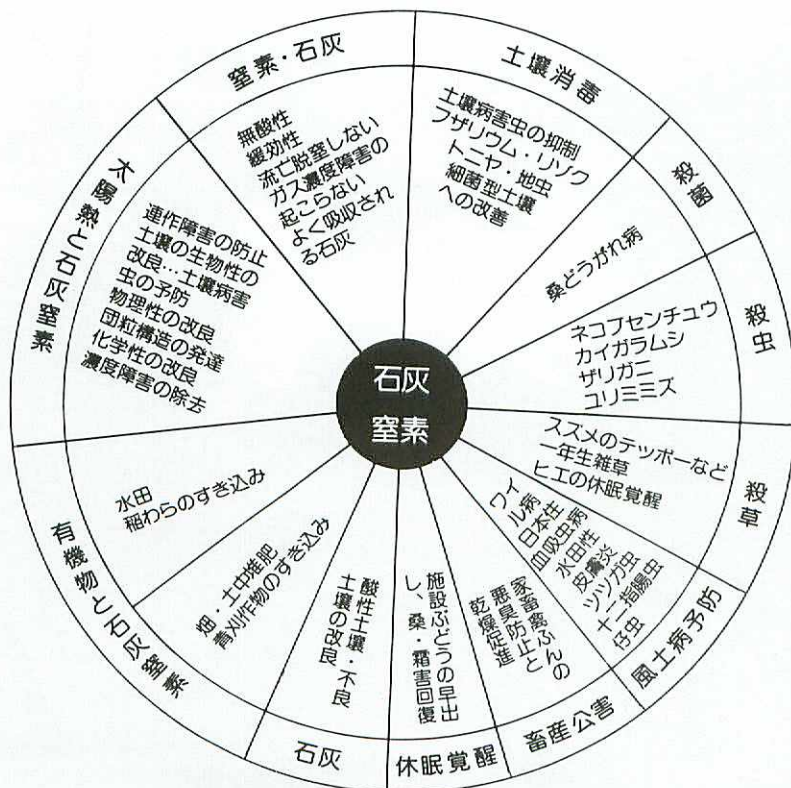 石灰
窒素
窒素・石灰
無酸性
緩効性
流亡脱窒しない
ガス濃度障害の
起こらない
よく吸収され
る石灰
土壌消毒
土壌病害虫の抑制
フザリウム・リゾク
トニヤ・地虫
細菌型土壌
への改善
殺菌
桑どうがれ病
殺虫
ネコブセンチュウ
カイガラムシ
ザリガニ
ユリミミズ
殺草
スズメのテッポーなど
一年生雑草
ヒエの休眠覚醒
風土病予防
ワイ
ル病
日本住
血吸虫病
水田性
皮膚炎
ツツガ虫
十二指腸虫
仔虫
畜産公害
家畜禽ふんの
悪臭防止と
乾燥促進
休眠覚醒
施設ぶどうの早出
し、桑・霜害回復
石灰
酸性土壌・不良
土壌の改良
有機物と石灰窒素
畑・土中堆肥
青刈作物のすき込み
水田
稲わらのすき込み
太陽熱と石灰窒素
連作障害の防止
土壌の生物性の
改良…土壌病害
虫の予防
物理性の改良
団粒構造の発達
化学性の改良
濃度障害の除去